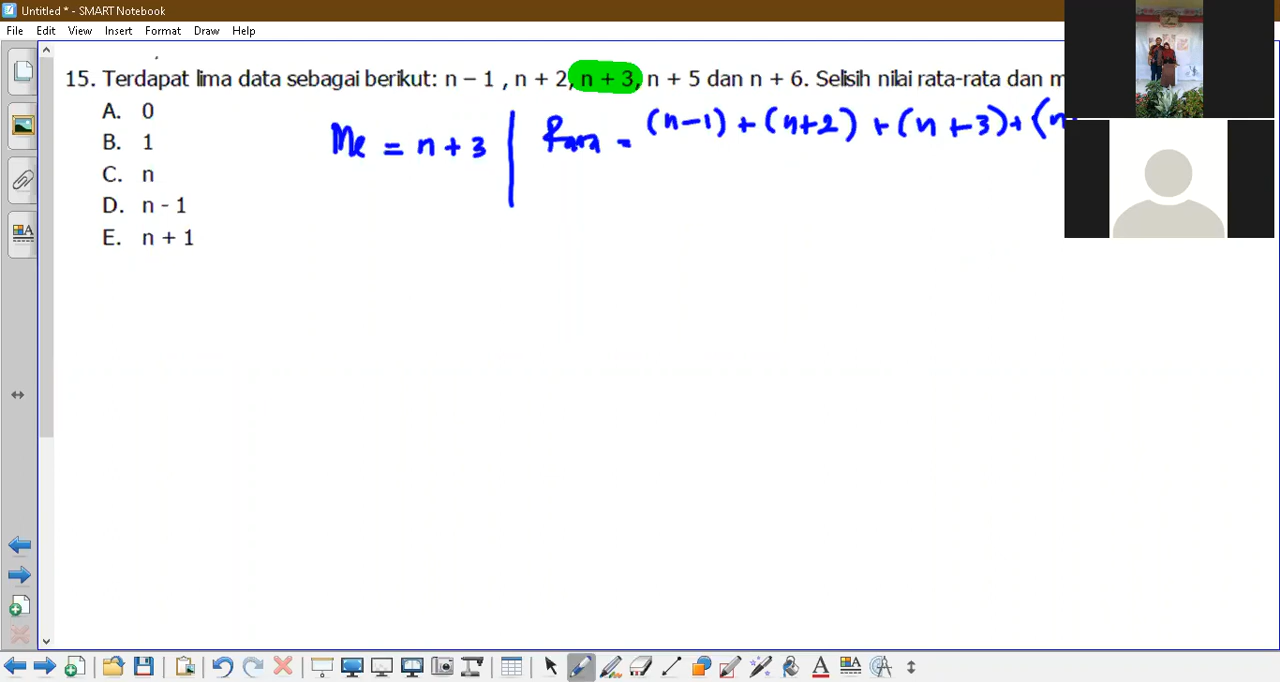 Untitled * - SMART Notebook
File Edit View Insert Format Draw Help
15. Terdapat lima data sebagai berikut: n − 1 , n + 2, n + 3, n + 5 dan n + 6. Selisih nilai rata-rata dan m
A. 0
B. 1
C. n
D. n - 1
E. n + 1
Me = n + 3
Rara = (n-1) + (n+2) + (n+3) + (n